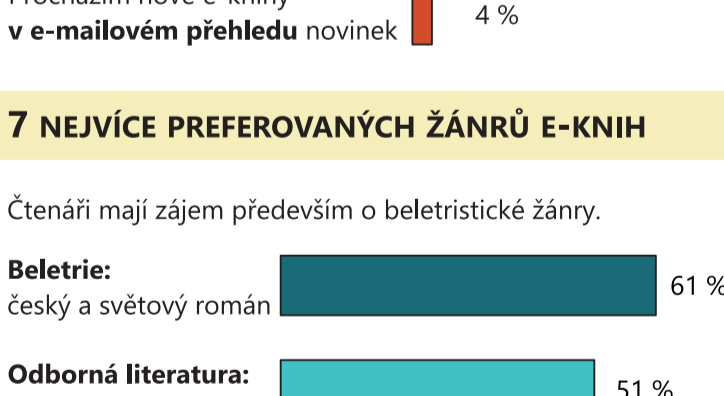 v e-mailovém přehledu novinek
4 %
7 NEJVÍCE PREFEROVANÝCH ŽÁNRŮ E-KNIH
Čtenáři mají zájem především o beletristické žánry.
Beletrie:
český a světový román
61 %
Odborná literatura:
51 %